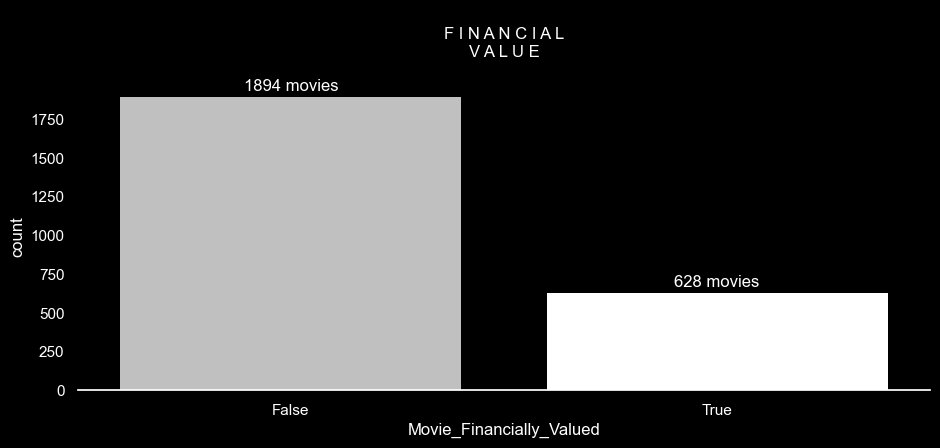 F I N A N C I A L
V A L U E
1894 movies
1750
1500
1250
1000
750
500
250
0
count
628 movies
False
True
Movie_Financially_Valued